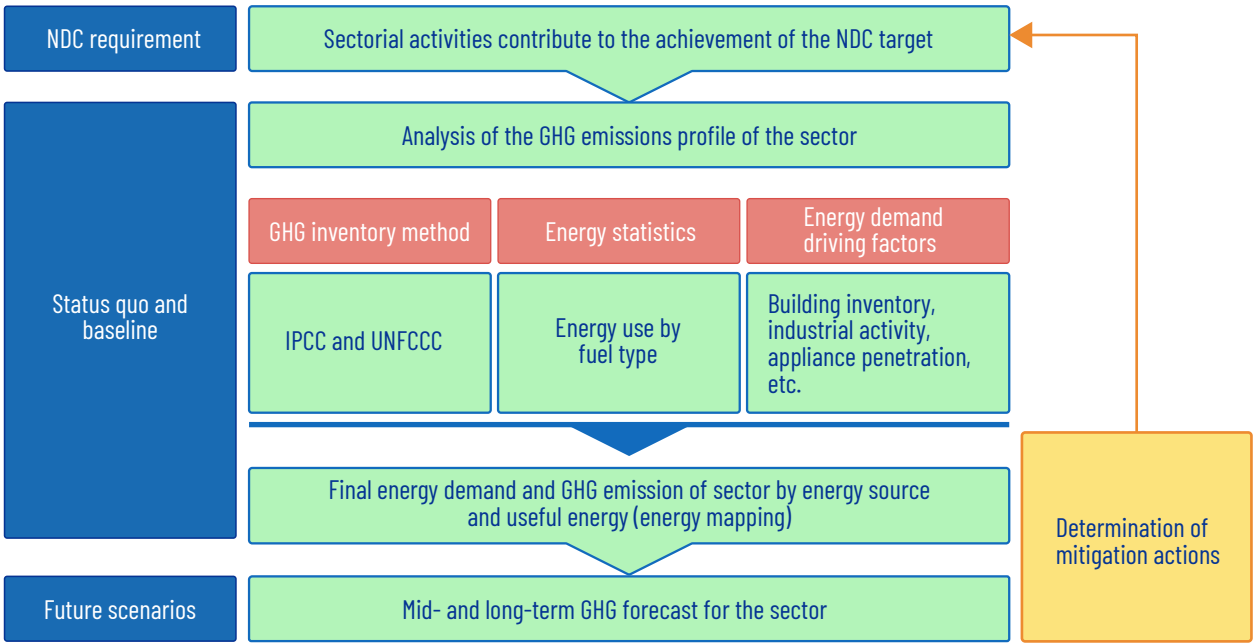 NDC requirement
Sectorial activities contribute to the achievement of the NDC target
Status quo and
baseline
Analysis of the GHG emissions profile of the sector
GHG inventory method
Energy statistics
Energy demand
driving factors
IPCC and UNFCCC
Energy use by
fuel type
Building inventory,
industrial activity,
appliance penetration,
etc.
Final energy demand and GHG emission of sector by energy source
and useful energy (energy mapping)
Determination of
mitigation actions
Future scenarios
Mid- and long-term GHG forecast for the sector